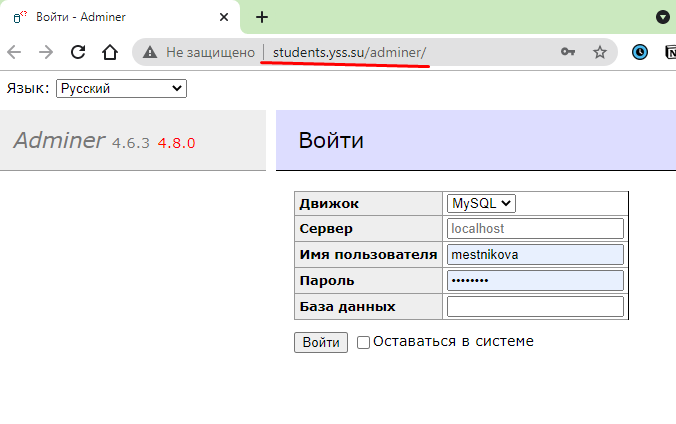 Войти - Adminer
Не защищено students.yss.su/adminer/
Язык: Русский
Adminer 4.6.3 4.8.0
Войти
Движок MySQL
Сервер localhost
Имя пользователя mestnikova
Пароль ••••••••
База данных
Войти Оставаться в системе